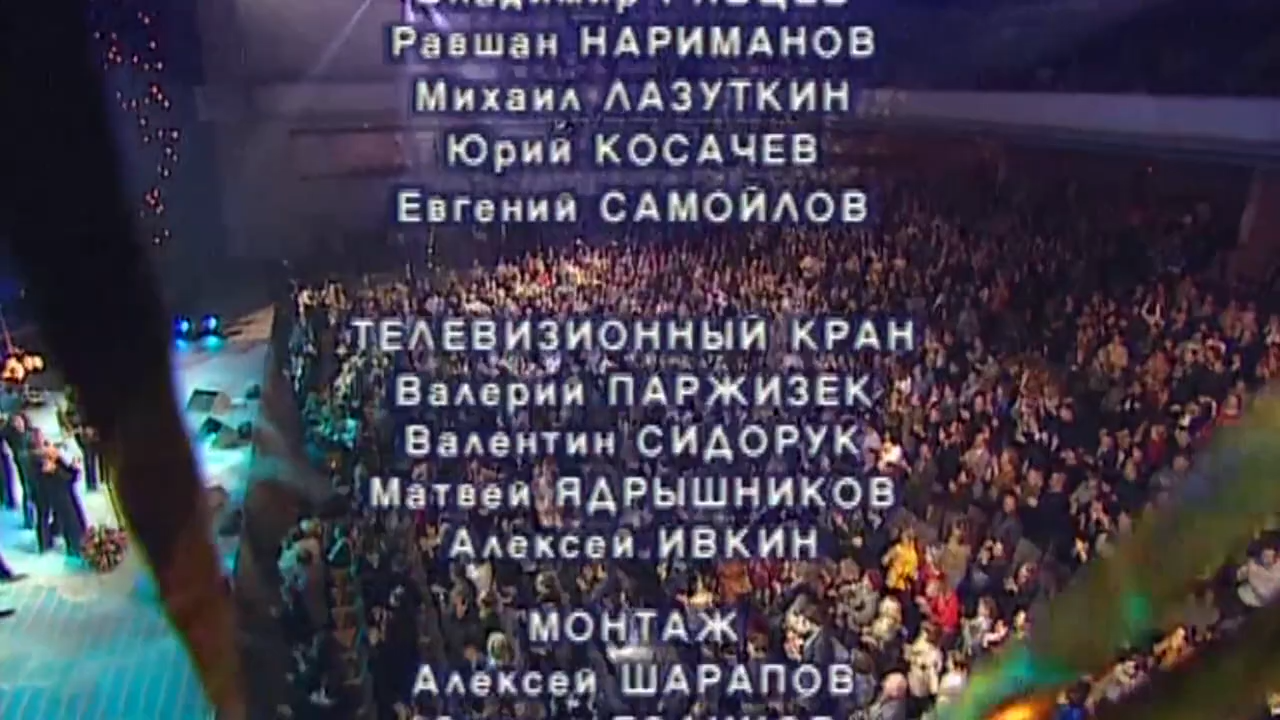 Владимир
Равшан НАРИМАНОВ
Михаил ЛАЗУТКИН
Юрий КОСАЧЕВ
Евгений САМОЙЛОВ
ТЕЛЕВИЗИОННЫЙ КРАН
Валерий ПАРЖИЗЕК
Валентин СИДОРУК
Матвей ЯДРЫШНИКОВ
Алексей ИВКИН
МОНТАЖ
Алексей ШАРАПОВ